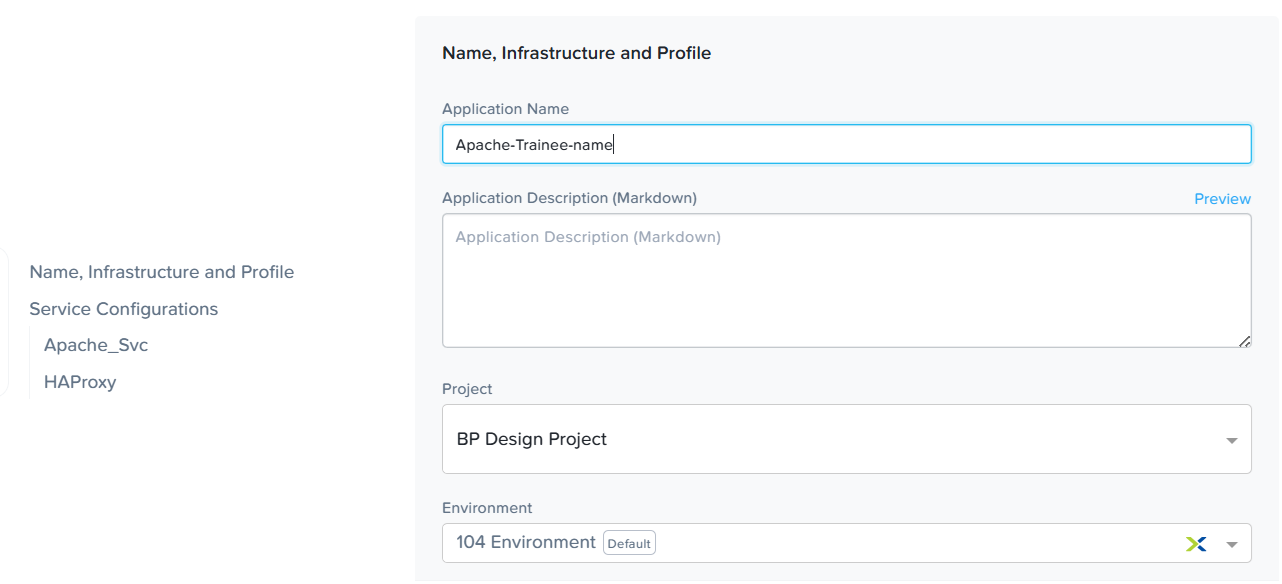 Name, Infrastructure and Profile
Service Configurations
Apache_Svc
HAProxy
Name, Infrastructure and Profile
Application Name
Apache-Trainee-name
Application Description (Markdown)
Preview
Application Description (Markdown)
Project
BP Design Project
Environment
104 Environment Default